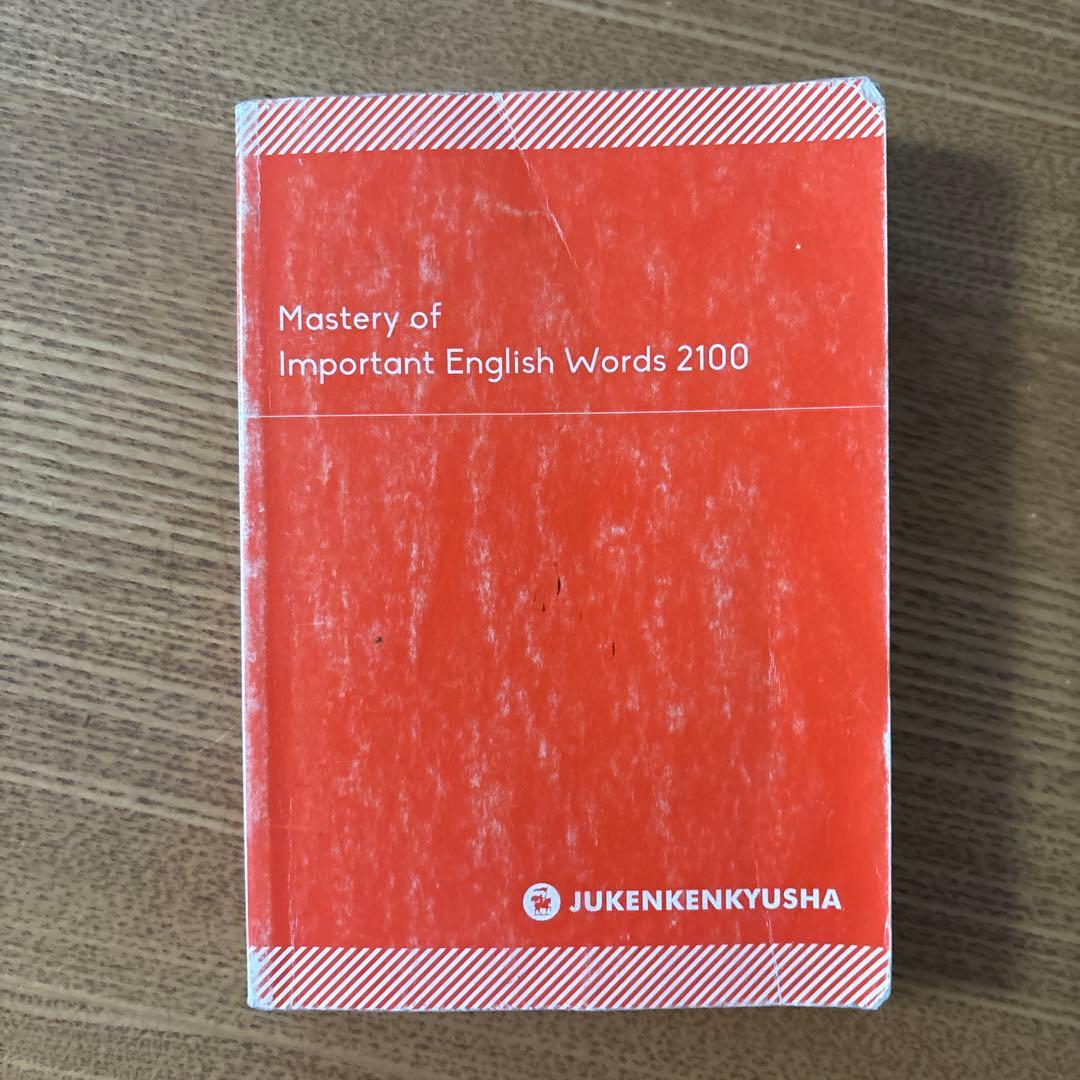 Mastery of
Important English Words 2100
JUKENKENKYUSHA